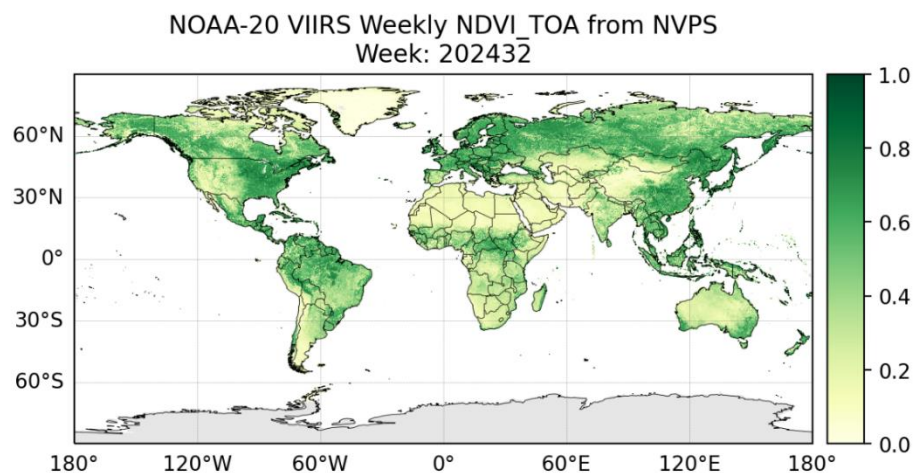 NOAA-20 VIIRS Weekly NDVI_TOA from NVPS
Week: 202432
1.0
60°N
0.8
30°N
0.6
0°
0.4
30°S
0.2
60°S
0.0
180° 120°W 60°W 0° 60°E 120°E 180°